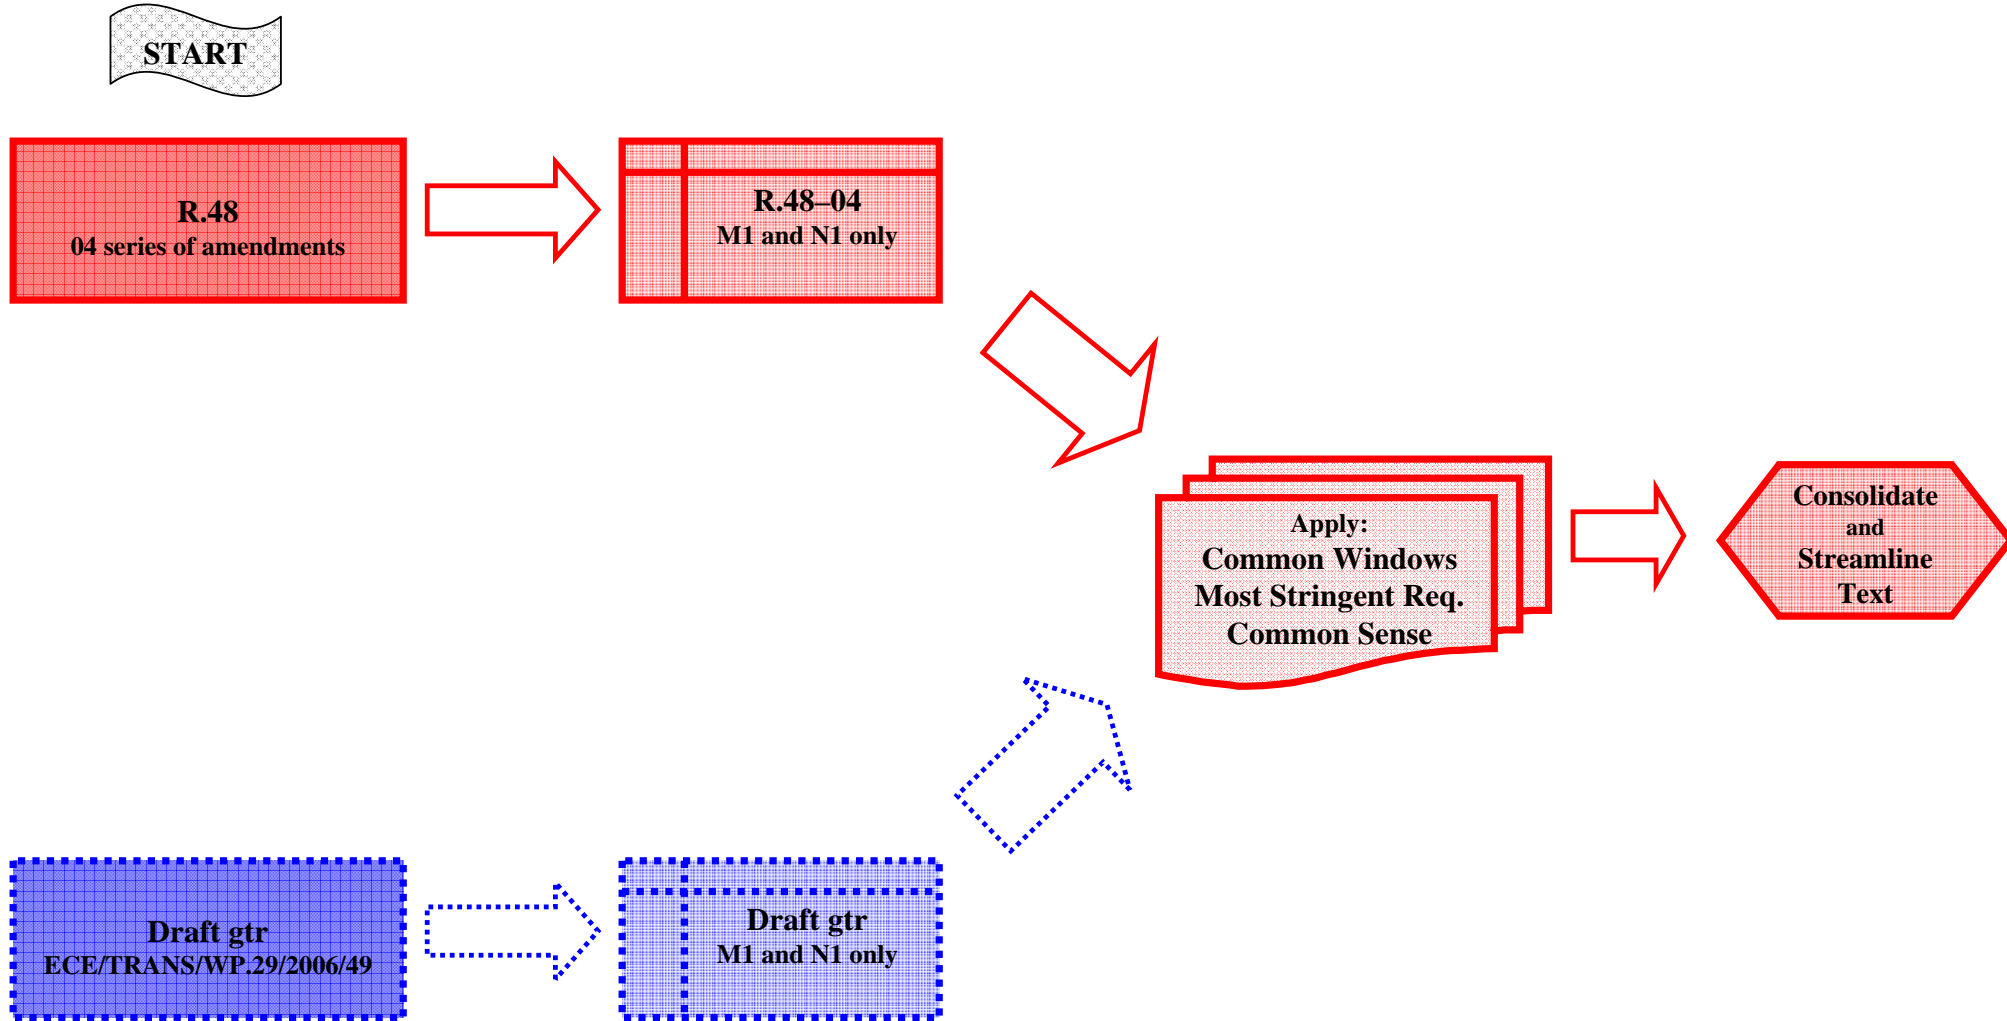 START
R.48
04 series of amendments
R.48–04
M1 and N1 only
Apply:
Common Windows
Most Stringent Req.
Common Sense
Consolidate
and
Streamline
Text
Draft gtr
ECE/TRANS/WP.29/2006/49
Draft gtr
M1 and N1 only